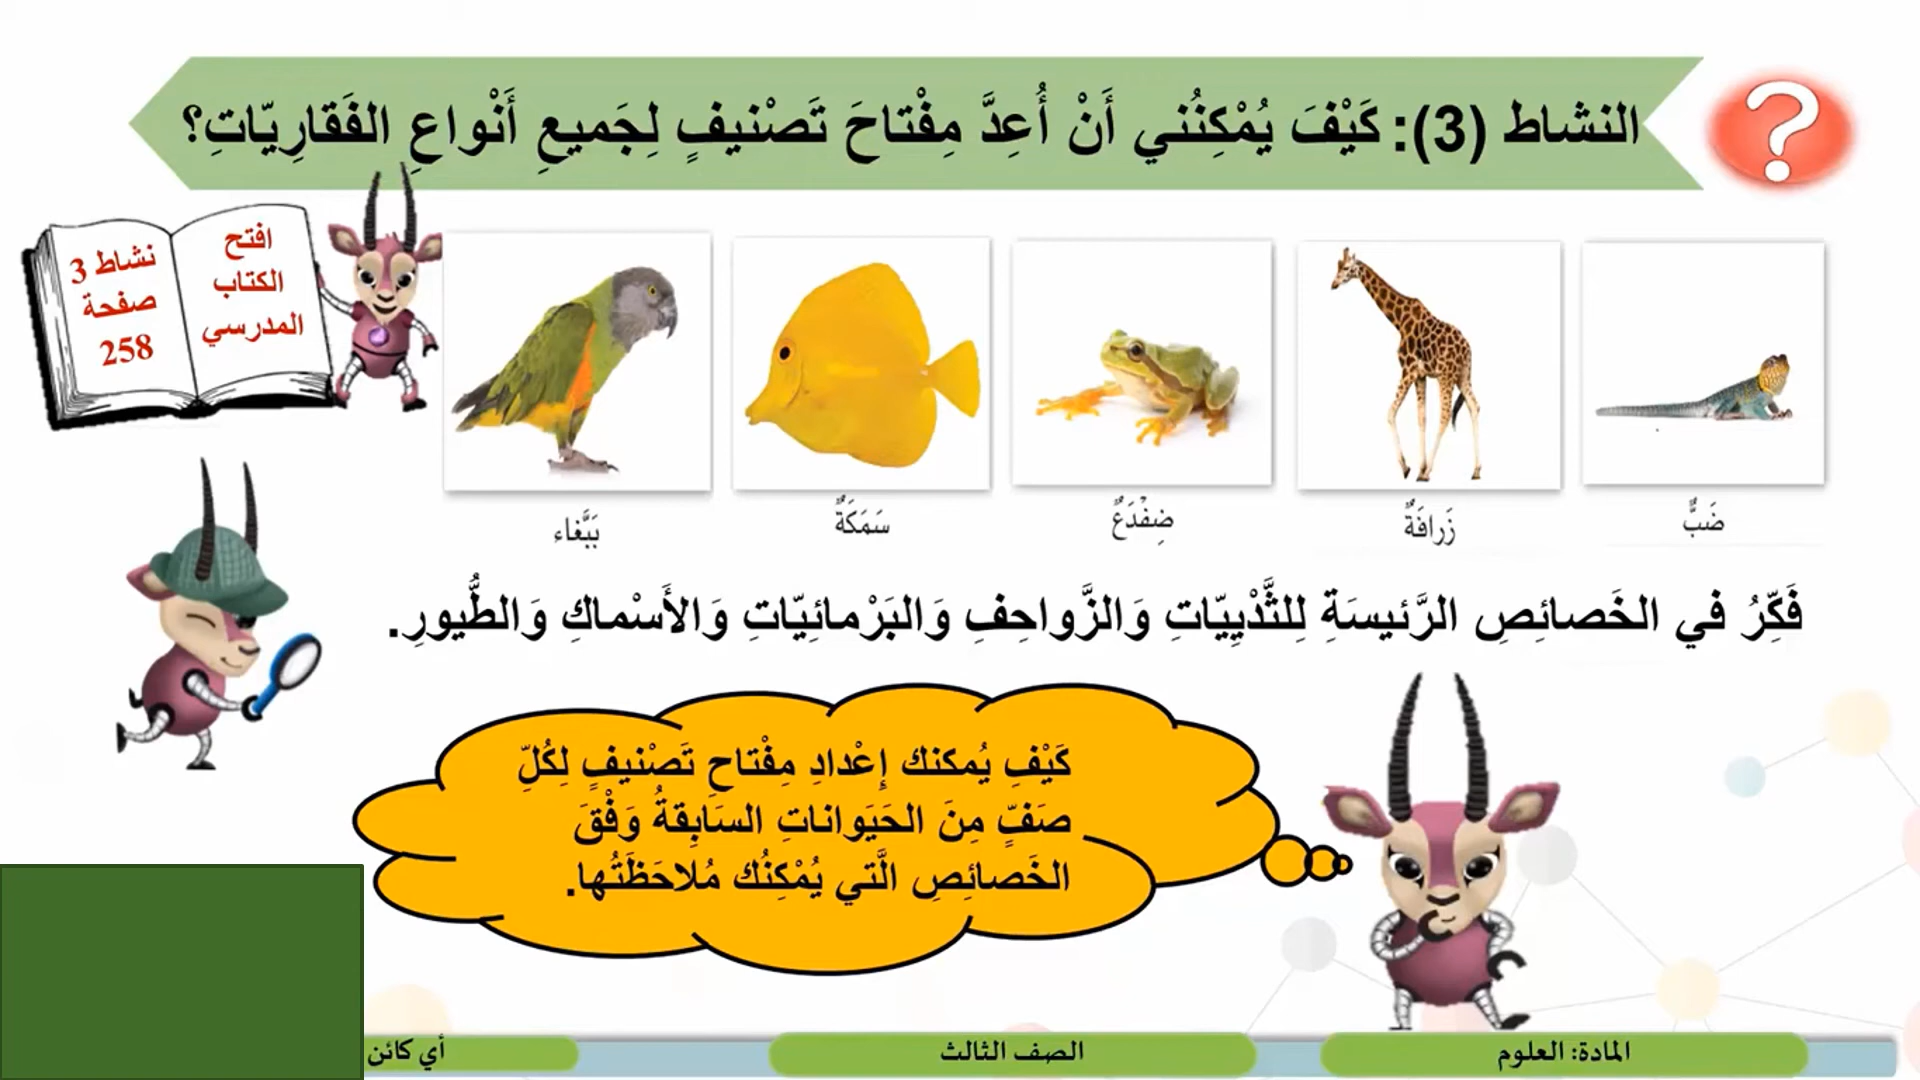 النشاط (3): كَيْفَ يُمْكِنُني أَنْ أُعِدَّ مِفْتاحَ تَصْنيفٍ لِجَميعِ أَنْواعِ الفَقارِيّاتِ؟
?
افتح
الكتاب
المدرسي
نشاط 3
صفحة
258
ضَبٌّ
زَرافَةٌ
ضِفْدَعٌ
سَمَكَةٌ
بَبَّغاء
فَكِّرُ في الخَصائِصِ الرَّئيسَةِ لِلثَّدْيِيّاتِ وَالزَّواحِفِ وَالبَرْمائِيّاتِ وَالأَسْماكِ وَالطُّيورِ.
كَيْفِ يُمكنك إِعْدادِ مِفْتاحِ تَصْنيفٍ لِكُلِّ
صَفٍّ مِنَ الحَيَواناتِ السَابِقةُ وَفْقَ
الخَصائِصِ الَّتي يُمْكِنُك مُلاحَظَتُها.
المادة: العلوم
الصف الثالث
أي كائن